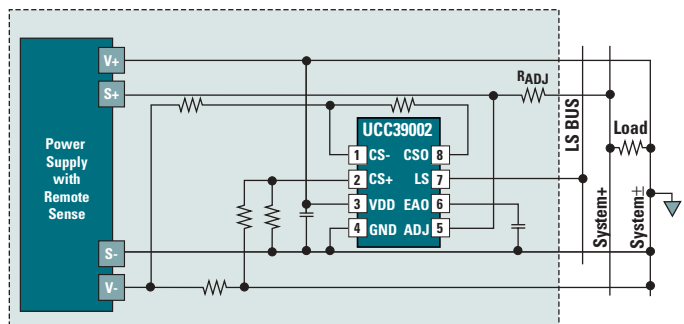 V+
S+
RADJ
UCC39002
1 CS- CSO 8
2 CS+ LS 7
3 VDD EAO 6
4 GND ADJ 5
Power
Supply
with
Remote
Sense
S-
V-
LS BUS
Load
System+
System±